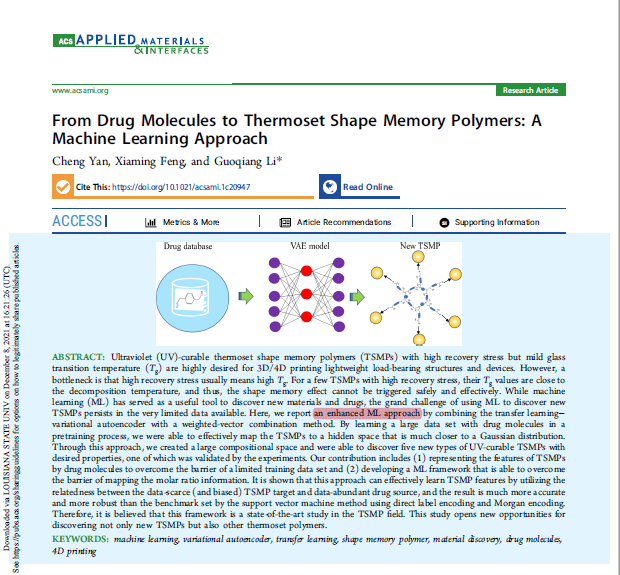 ACS APPLIED MATERIALS
& INTERFACES
www.acsami.org
Research Article
From Drug Molecules to Thermoset Shape Memory Polymers: A
Machine Learning Approach
Cheng Yan, Xiaming Feng, and Guoqiang Li*
Cite This: https://doi.org/10.1021/acsami.1c20947
Read Online
ACCESS
Metrics & More
Article Recommendations
Supporting Information
Drug database
VAE model
New TSMP
ABSTRACT: Ultraviolet (UV)-curable thermoset shape memory polymers (TSMPs) with high recovery stress but mild glass
transition temperature (Tg) are highly desired for 3D/4D printing lightweight load-bearing structures and devices. However, a
bottleneck is that high recovery stress usually means high Tg. For a few TSMPs with high recovery stress, their Tg values are close to
the decomposition temperature, and thus, the shape memory effect cannot be triggered safely and effectively. While machine
learning (ML) has served as a useful tool to discover new materials and drugs, the grand challenge of using ML to discover new
TSMPs persists in the very limited data available. Here, we report an enhanced ML approach by combining the transfer learning−
variational autoencoder with a weighted-vector combination method. By learning a large data set with drug molecules in a
pretraining process, we were able to effectively map the TSMPs to a hidden space that is much closer to a Gaussian distribution.
Through this approach, we created a large compositional space and were able to discover five new types of UV-curable TSMPs with
desired properties, one of which was validated by the experiments. Our contribution includes (1) representing the features of TSMPs
by drug molecules to overcome the barrier of a limited training data set and (2) developing a ML framework that is able to overcome
the barrier of mapping the molar ratio information. It is shown that this approach can effectively learn TSMP features by utilizing the
relatedness between the data-scarce (and biased) TSMP target and data-abundant drug source, and the result is much more accurate
and more robust than the benchmark set by the support vector machine method using direct label encoding and Morgan encoding.
Therefore, it is believed that this framework is a state-of-the-art study in the TSMP field. This study opens new opportunities for
discovering not only new TSMPs but also other thermoset polymers.
KEYWORDS: machine learning, variational autoencoder, transfer learning, shape memory polymer, material discovery, drug molecules,
4D printing
Downloaded via LOUISIANA STATE UNIV on December 8, 2021 at 16:21:26 (UTC).
See https://pubs.acs.org/sharingguidelines for options on how to legitimately share published articles.